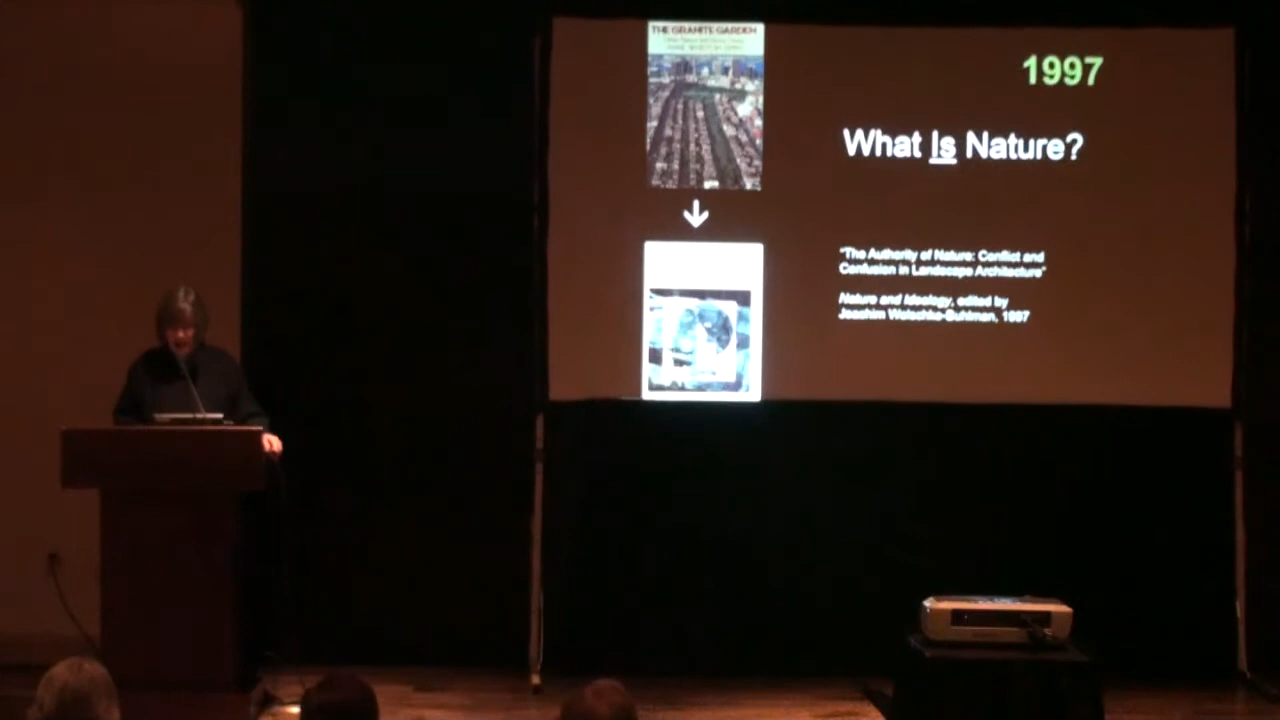 THE GRANITE GARDEN
1997
What Is Nature?
"The Authority of Nature: Conflict and
Confusion in Landscape Architecture"
Nature and Ideology, edited by
Joachim Wolschke-Buhlman, 1997